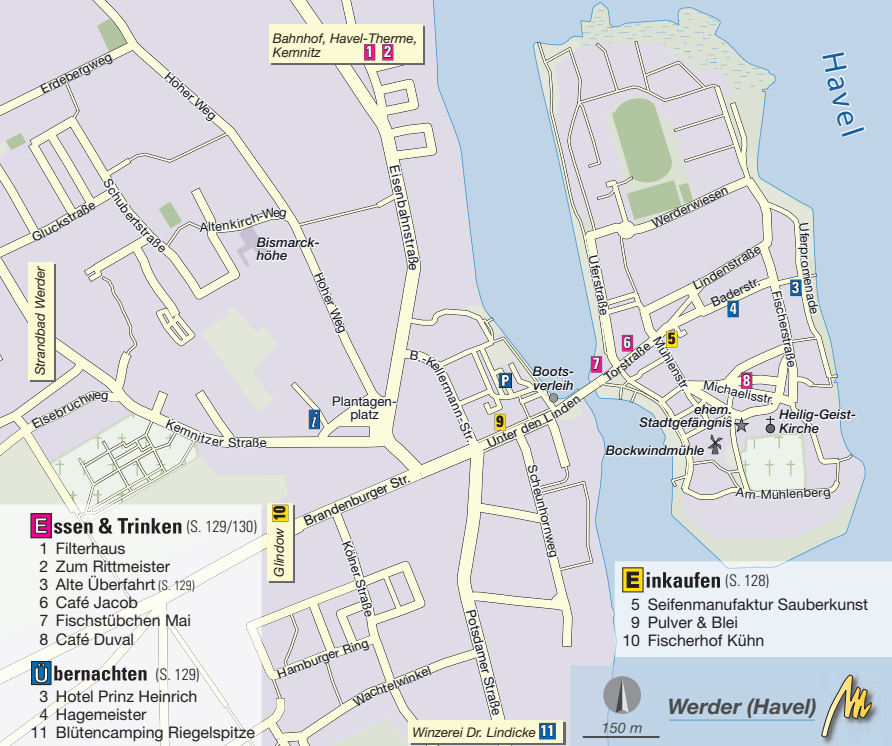 Bahnhof, Havel-Therme,
Kemnitz 1 2
Havel
Erdebergweg
Hoher Weg
Eisenbahnstraße
Schubertstraße
Gluckstraße
Altenkirch-Weg
Bismarck-
höhe
Hoher Weg
Strandbad Werder
Werderwiesen
Uferstraße
Lindenstraße
Uferpromenade
Baderstr.
3
4
Fischerstraße
5
6
7
Torstraße
Mühlenstr.
8
Michaelisstr.
B.-Kellermann-Str.
P
Boots-
verleih
9
Unter den Linden
ehem.
Stadtgefängnis
Heilig-Geist-
Kirche
Bockwindmühle
Am Mühlenberg
Plantagen-
platz
i
Elsebruchweg
Kemnitzer Straße
Brandenburger Str.
Scheunhornweg
Glindow 10
Kölner Straße
Potsdamer Straße
Hamburger Ring
Wachtelwinkel
Winzerei Dr. Lindicke 11
Essen & Trinken (S. 129/130)
1 Filterhaus
2 Zum Rittmeister
3 Alte Überfahrt (S. 129)
6 Café Jacob
7 Fischstübchen Mai
8 Café Duval
Übernachten (S. 129)
3 Hotel Prinz Heinrich
4 Hagemeister
11 Blütencamping Riegelspitze
Einkaufen (S. 128)
5 Seifenmanufaktur Sauberkunst
9 Pulver & Blei
10 Fischerhof Kühn
150 m
Werder (Havel)